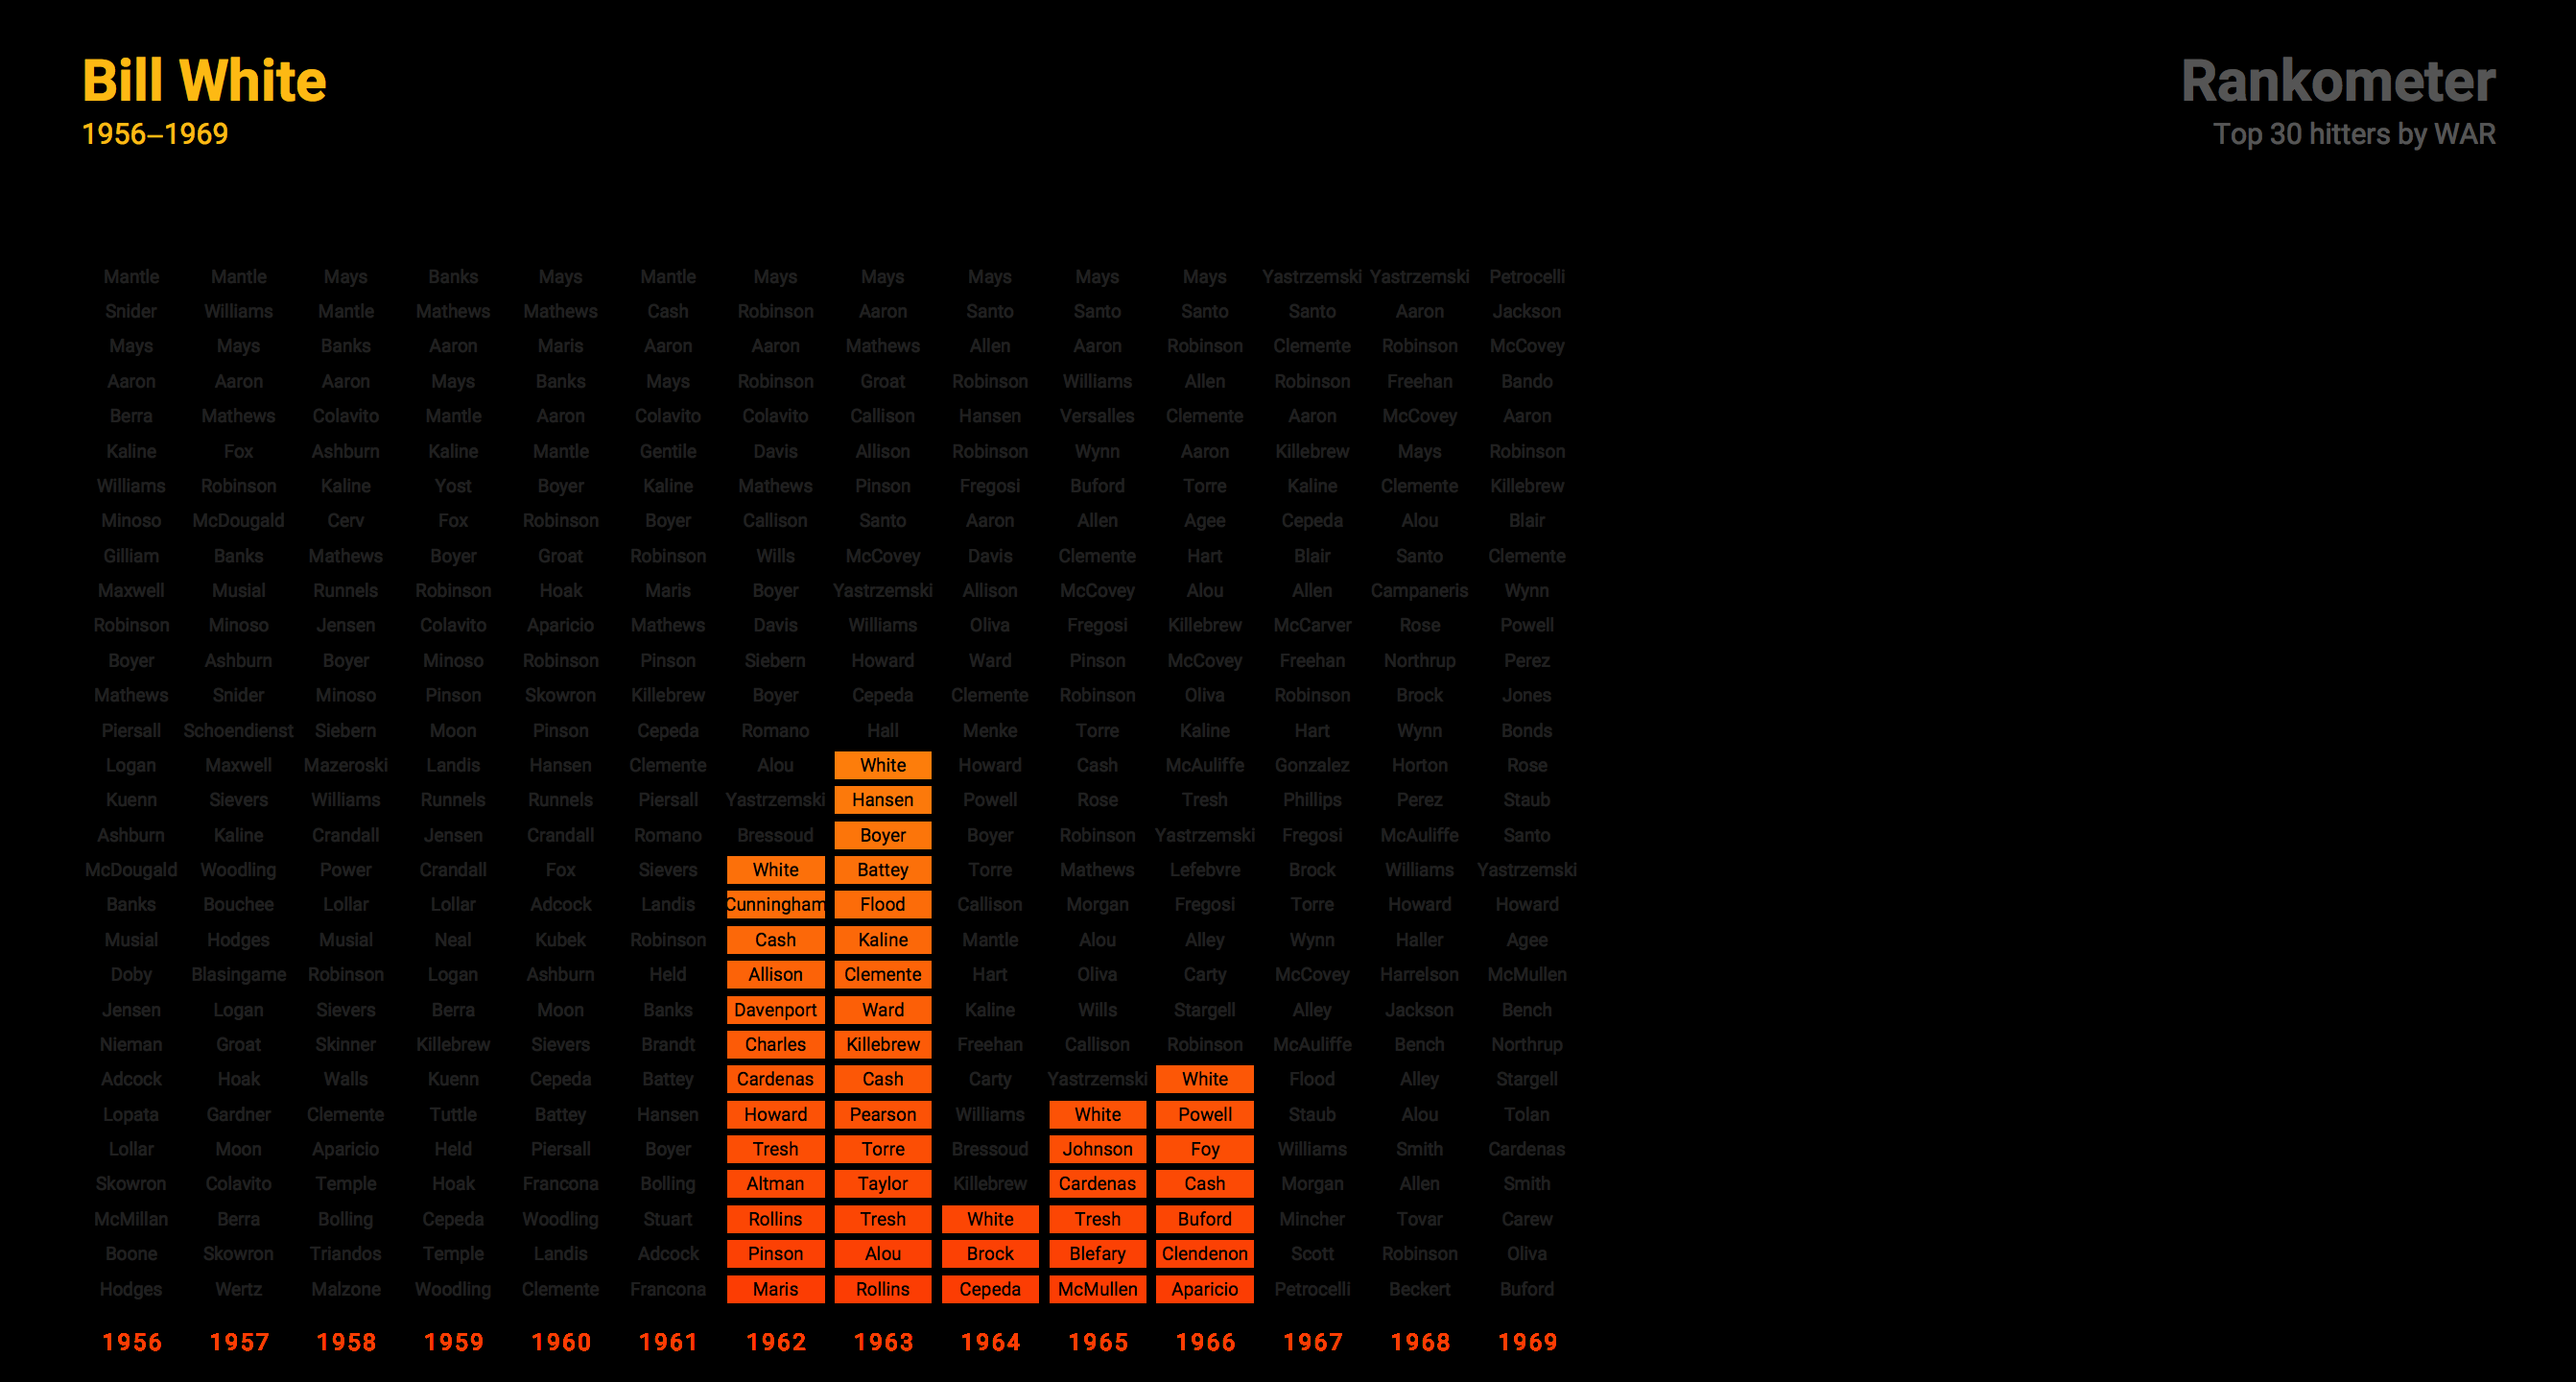 Bill White
1956–1969
Rankometer
Top 30 hitters by WAR
Mantle Mantle Mays Banks Mays Mantle Mays Mays Mays Mays Mays Yastrzemski Yastrzemski Petrocelli
Snider Williams Mantle Mathews Mathews Cash Robinson Aaron Santo Santo Santo Santo Aaron Jackson
Mays Mays Banks Aaron Maris Aaron Aaron Mathews Allen Aaron Robinson Clemente Robinson McCovey
Aaron Aaron Aaron Mays Banks Mays Robinson Groat Robinson Williams Allen Robinson Freehan Bando
Berra Mathews Colavito Mantle Aaron Colavito Colavito Callison Hansen Versalles Clemente Aaron McCovey Aaron
Kaline Fox Ashburn Kaline Mantle Gentile Davis Allison Robinson Wynn Aaron Killebrew Mays Robinson
Williams Robinson Kaline Yost Boyer Kaline Mathews Pinson Fregosi Buford Torre Kaline Clemente Killebrew
Minoso McDougald Cerv Fox Robinson Boyer Callison Santo Aaron Allen Agee Cepeda Alou Blair
Gilliam Banks Mathews Boyer Groat Robinson Wills McCovey Davis Clemente Hart Blair Santo Clemente
Maxwell Musial Runnels Robinson Hoak Maris Boyer Yastrzemski Allison McCovey Alou Allen Campaneris Wynn
Robinson Minoso Jensen Colavito Aparicio Mathews Davis Williams Oliva Fregosi Killebrew McCarver Rose Powell
Boyer Ashburn Boyer Minoso Robinson Pinson Siebern Howard Ward Pinson McCovey Freehan Northrup Perez
Mathews Snider Minoso Pinson Skowron Killebrew Boyer Cepeda Clemente Robinson Oliva Robinson Brock Jones
Piersall Schoendienst Siebern Moon Pinson Cepeda Romano Hall Menke Torre Kaline Hart Wynn Bonds
Logan Maxwell Mazeroski Landis Hansen Clemente Alou White Howard Cash McAuliffe Gonzalez Horton Rose
Kuenn Sievers Williams Runnels Runnels Piersall Yastrzemski Hansen Powell Rose Tresh Phillips Perez Staub
Ashburn Kaline Crandall Jensen Crandall Romano Bressoud Boyer Boyer Robinson Yastrzemski Fregosi McAuliffe Santo
McDougald Woodling Power Crandall Fox Sievers White Battey Torre Mathews Lefebvre Brock Williams Yastrzemski
Banks Bouchee Lollar Lollar Adcock Landis Cunningham Flood Callison Morgan Fregosi Torre Howard Howard
Musial Hodges Musial Neal Kubek Robinson Cash Kaline Mantle Alou Alley Wynn Haller Agee
Doby Blasingame Robinson Logan Ashburn Held Allison Clemente Hart Oliva Carty McCovey Harrelson McMullen
Jensen Logan Sievers Berra Moon Banks Davenport Ward Kaline Wills Stargell Alley Jackson Bench
Nieman Groat Skinner Killebrew Sievers Brandt Charles Killebrew Freehan Callison Robinson McAuliffe Bench Northrup
Adcock Hoak Walls Kuenn Cepeda Battey Cardenas Cash Carty Yastrzemski White Flood Alley Stargell
Lopata Gardner Clemente Tuttle Battey Hansen Howard Pearson Williams White Powell Staub Alou Tolan
Lollar Moon Aparicio Held Piersall Boyer Tresh Torre Bressoud Johnson Foy Williams Smith Cardenas
Skowron Colavito Temple Hoak Francona Bolling Altman Taylor Killebrew Cardenas Cash Morgan Allen Smith
McMillan Berra Bolling Cepeda Woodling Stuart Rollins Tresh White Tresh Buford Mincher Tovar Carew
Boone Skowron Triandos Temple Landis Adcock Pinson Alou Brock Blefary Clendenon Scott Robinson Oliva
Hodges Wertz Malzone Woodling Clemente Francona Maris Rollins Cepeda McMullen Aparicio Petrocelli Beckert Buford
1956 1957 1958 1959 1960 1961 1962 1963 1964 1965 1966 1967 1968 1969